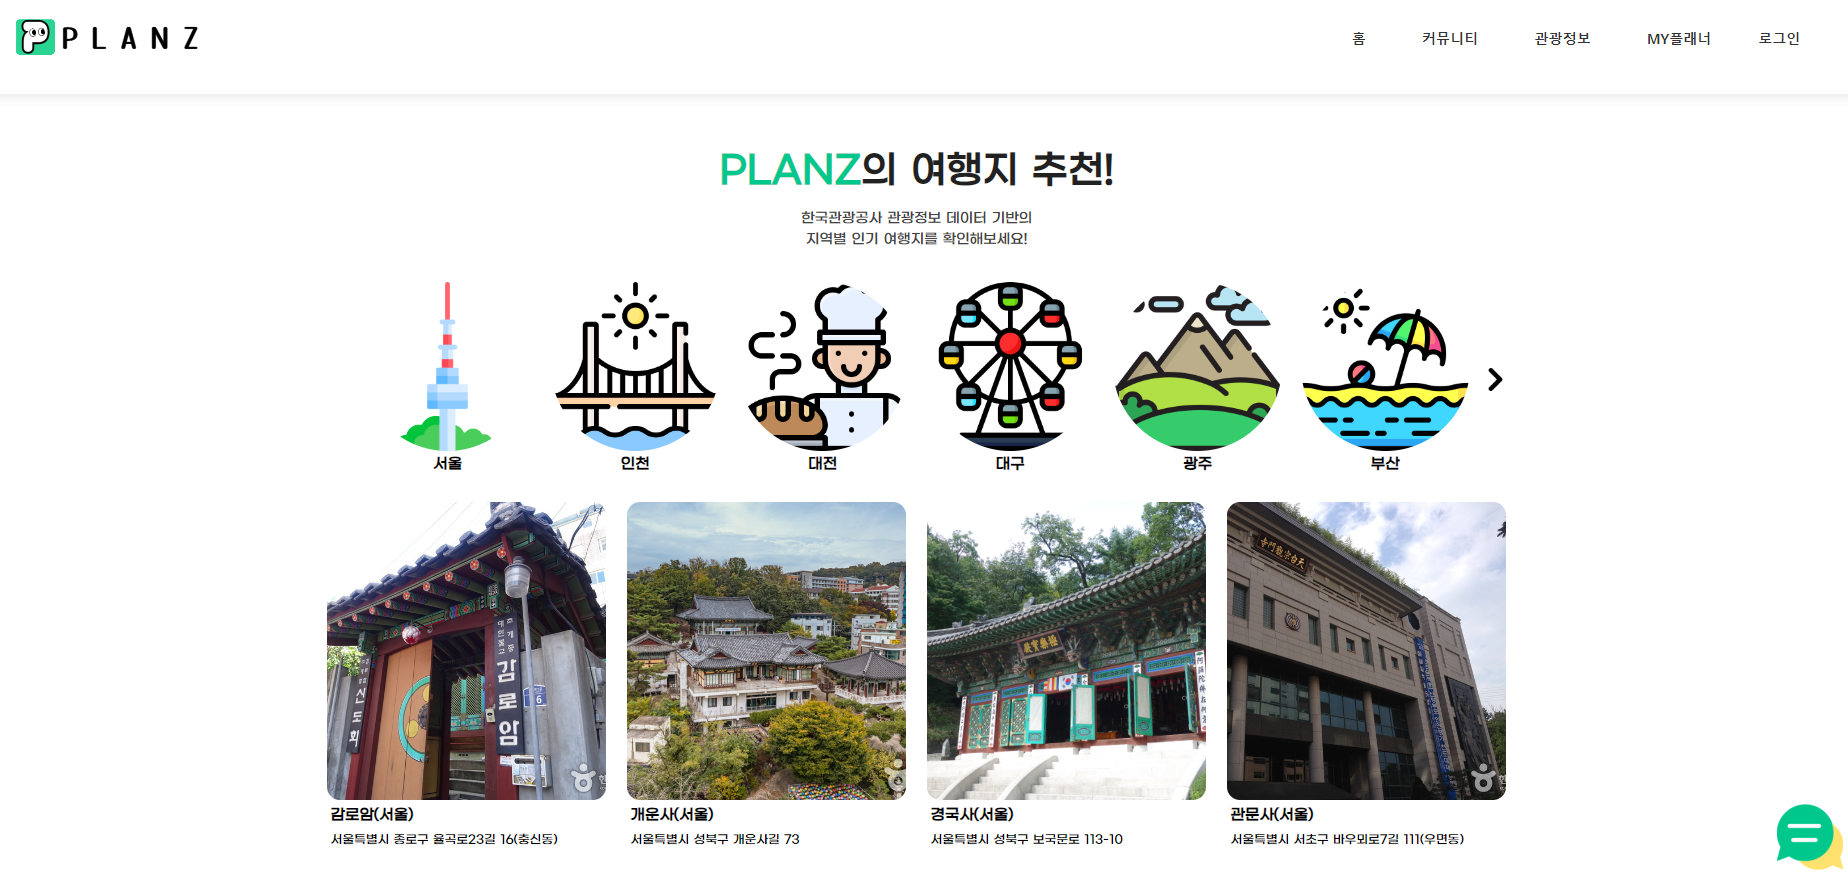 PLANZ
홈 커뮤니티 관광정보 MY플래너 로그인
PLANZ의 여행지 추천!
한국관광공사 관광정보 데이터 기반의
지역별 인기 여행지를 확인해보세요!
서울 인천 대전 대구 광주 부산
감로암
신도회
6
감로암(서울)
서울특별시 종로구 율곡로23길 16(충신동)
개운사(서울)
서울특별시 성북구 개운사길 73
경국사(서울)
서울특별시 성북구 보국문로 113-10
관문사(서울)
서울특별시 서초구 바우뫼로7길 111(우면동)